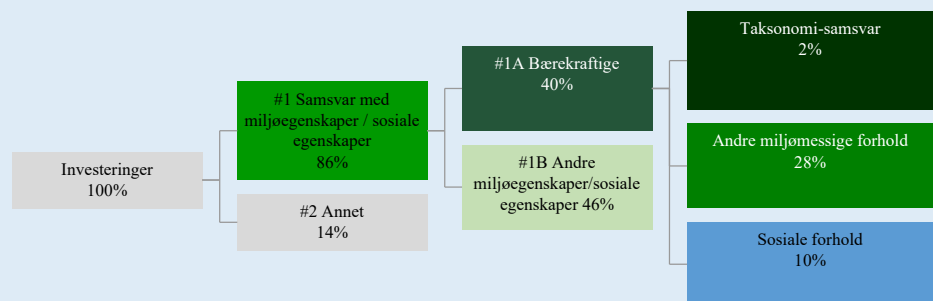 Investeringer
100%
#1 Samsvar med
miljøegenskaper / sosiale
egenskaper
86%
#2 Annet
14%
#1A Bærekraftige
40%
#1B Andre
miljøegenskaper/sosiale
egenskaper 46%
Taksonomi-samsvar
2%
Andre miljømessige forhold
28%
Sosiale forhold
10%